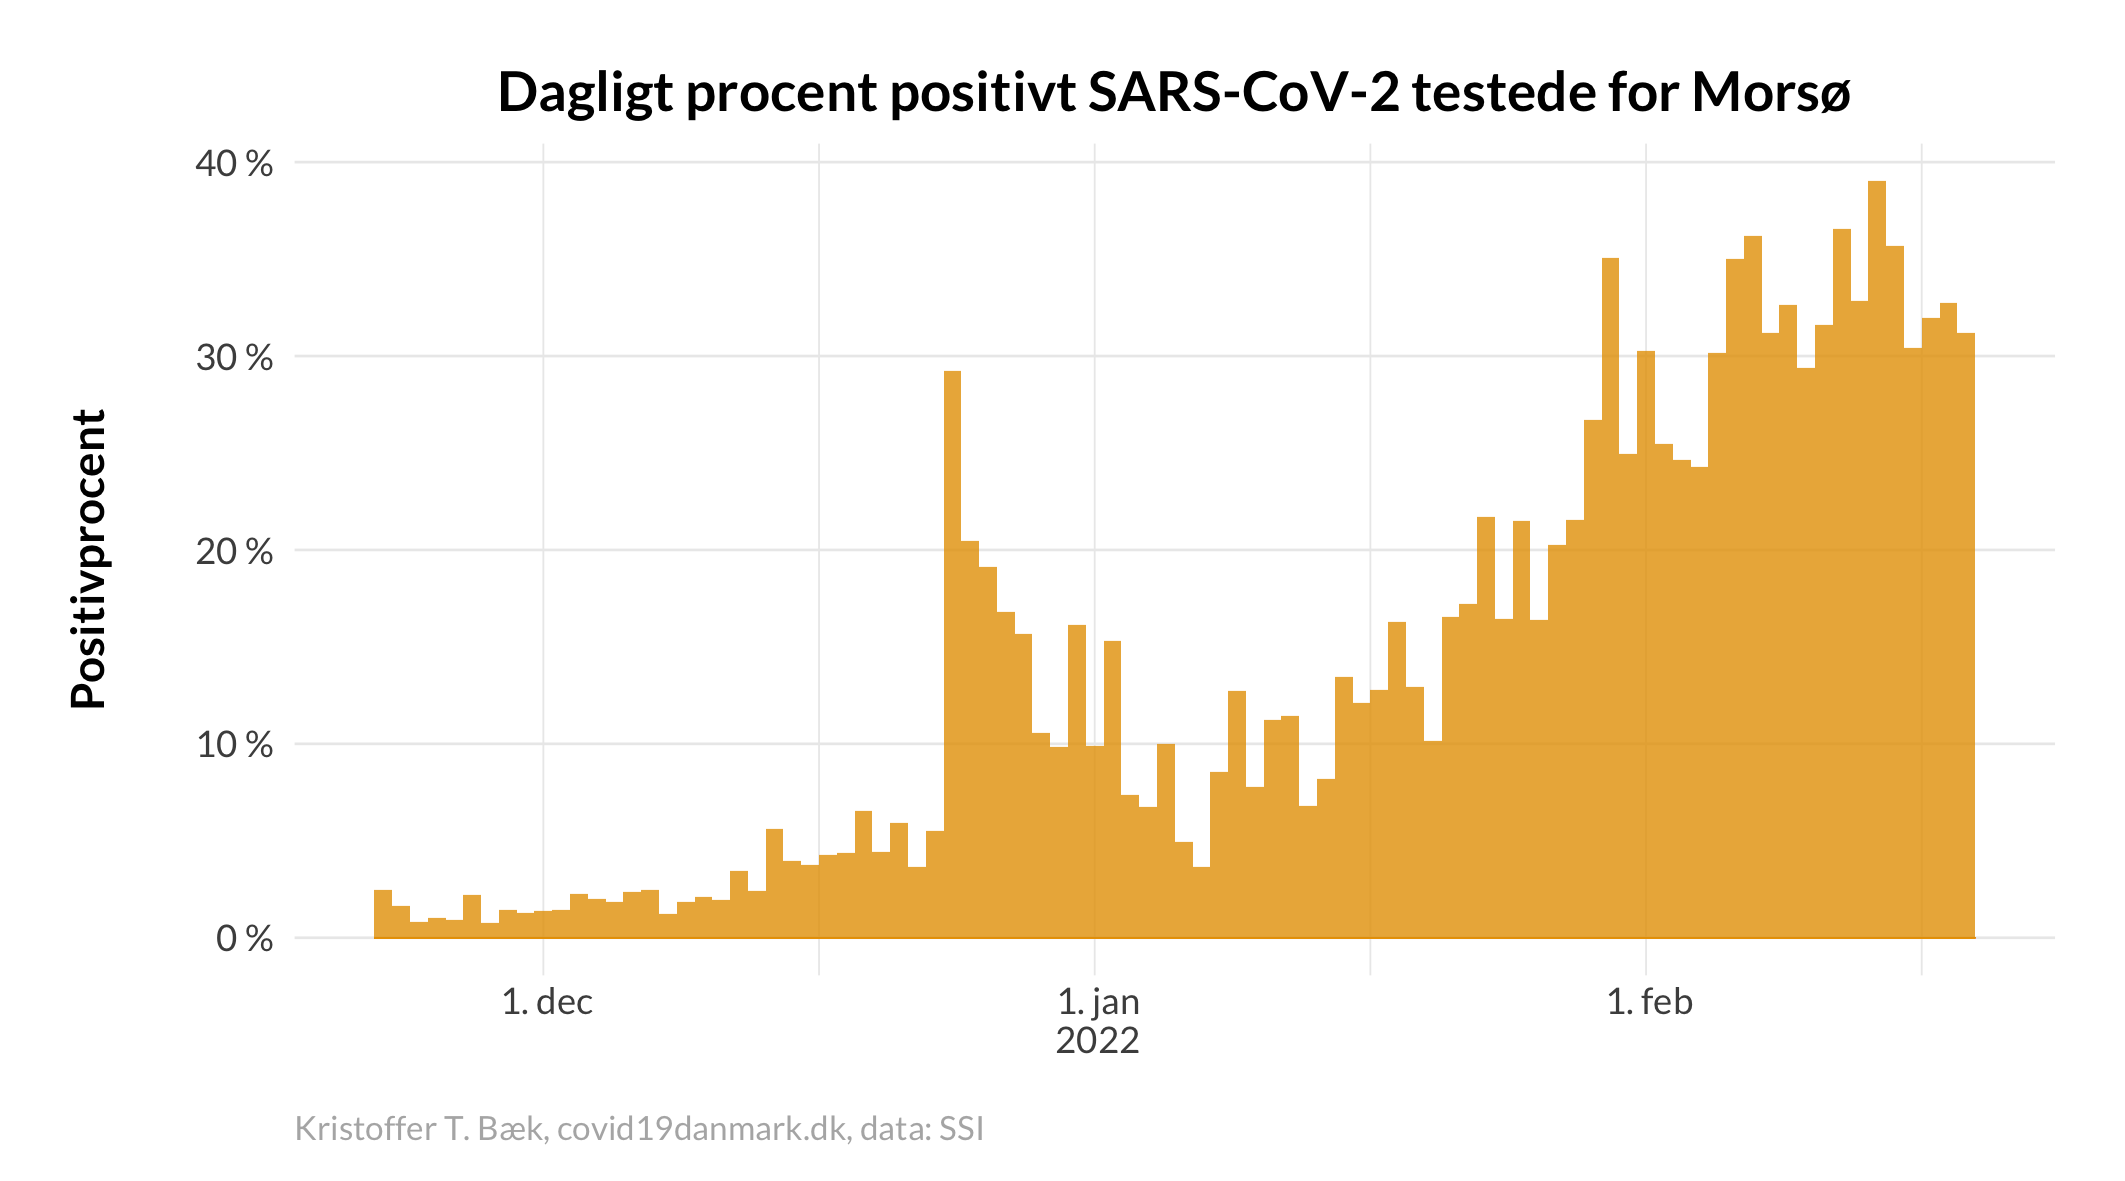 Dagligt procent positivt SARS-CoV-2 testede for Morsø
40 %
30 %
20 %
10 %
0 %
Positivprocent
1. dec
1. jan
2022
1. feb
Kristoffer T. Bæk, covid19danmark.dk, data: SSI